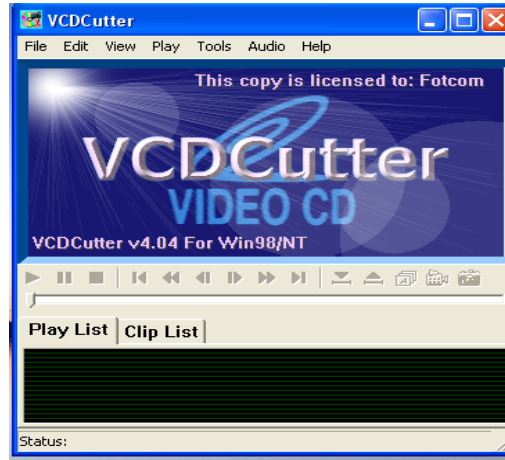 VCDCutter
File Edit View Play Tools Audio Help
This copy is licensed to: Fotcom
VCDCutter
VIDEO CD
VCDCutter v4.04 For Win98/NT
Play List Clip List
Status: